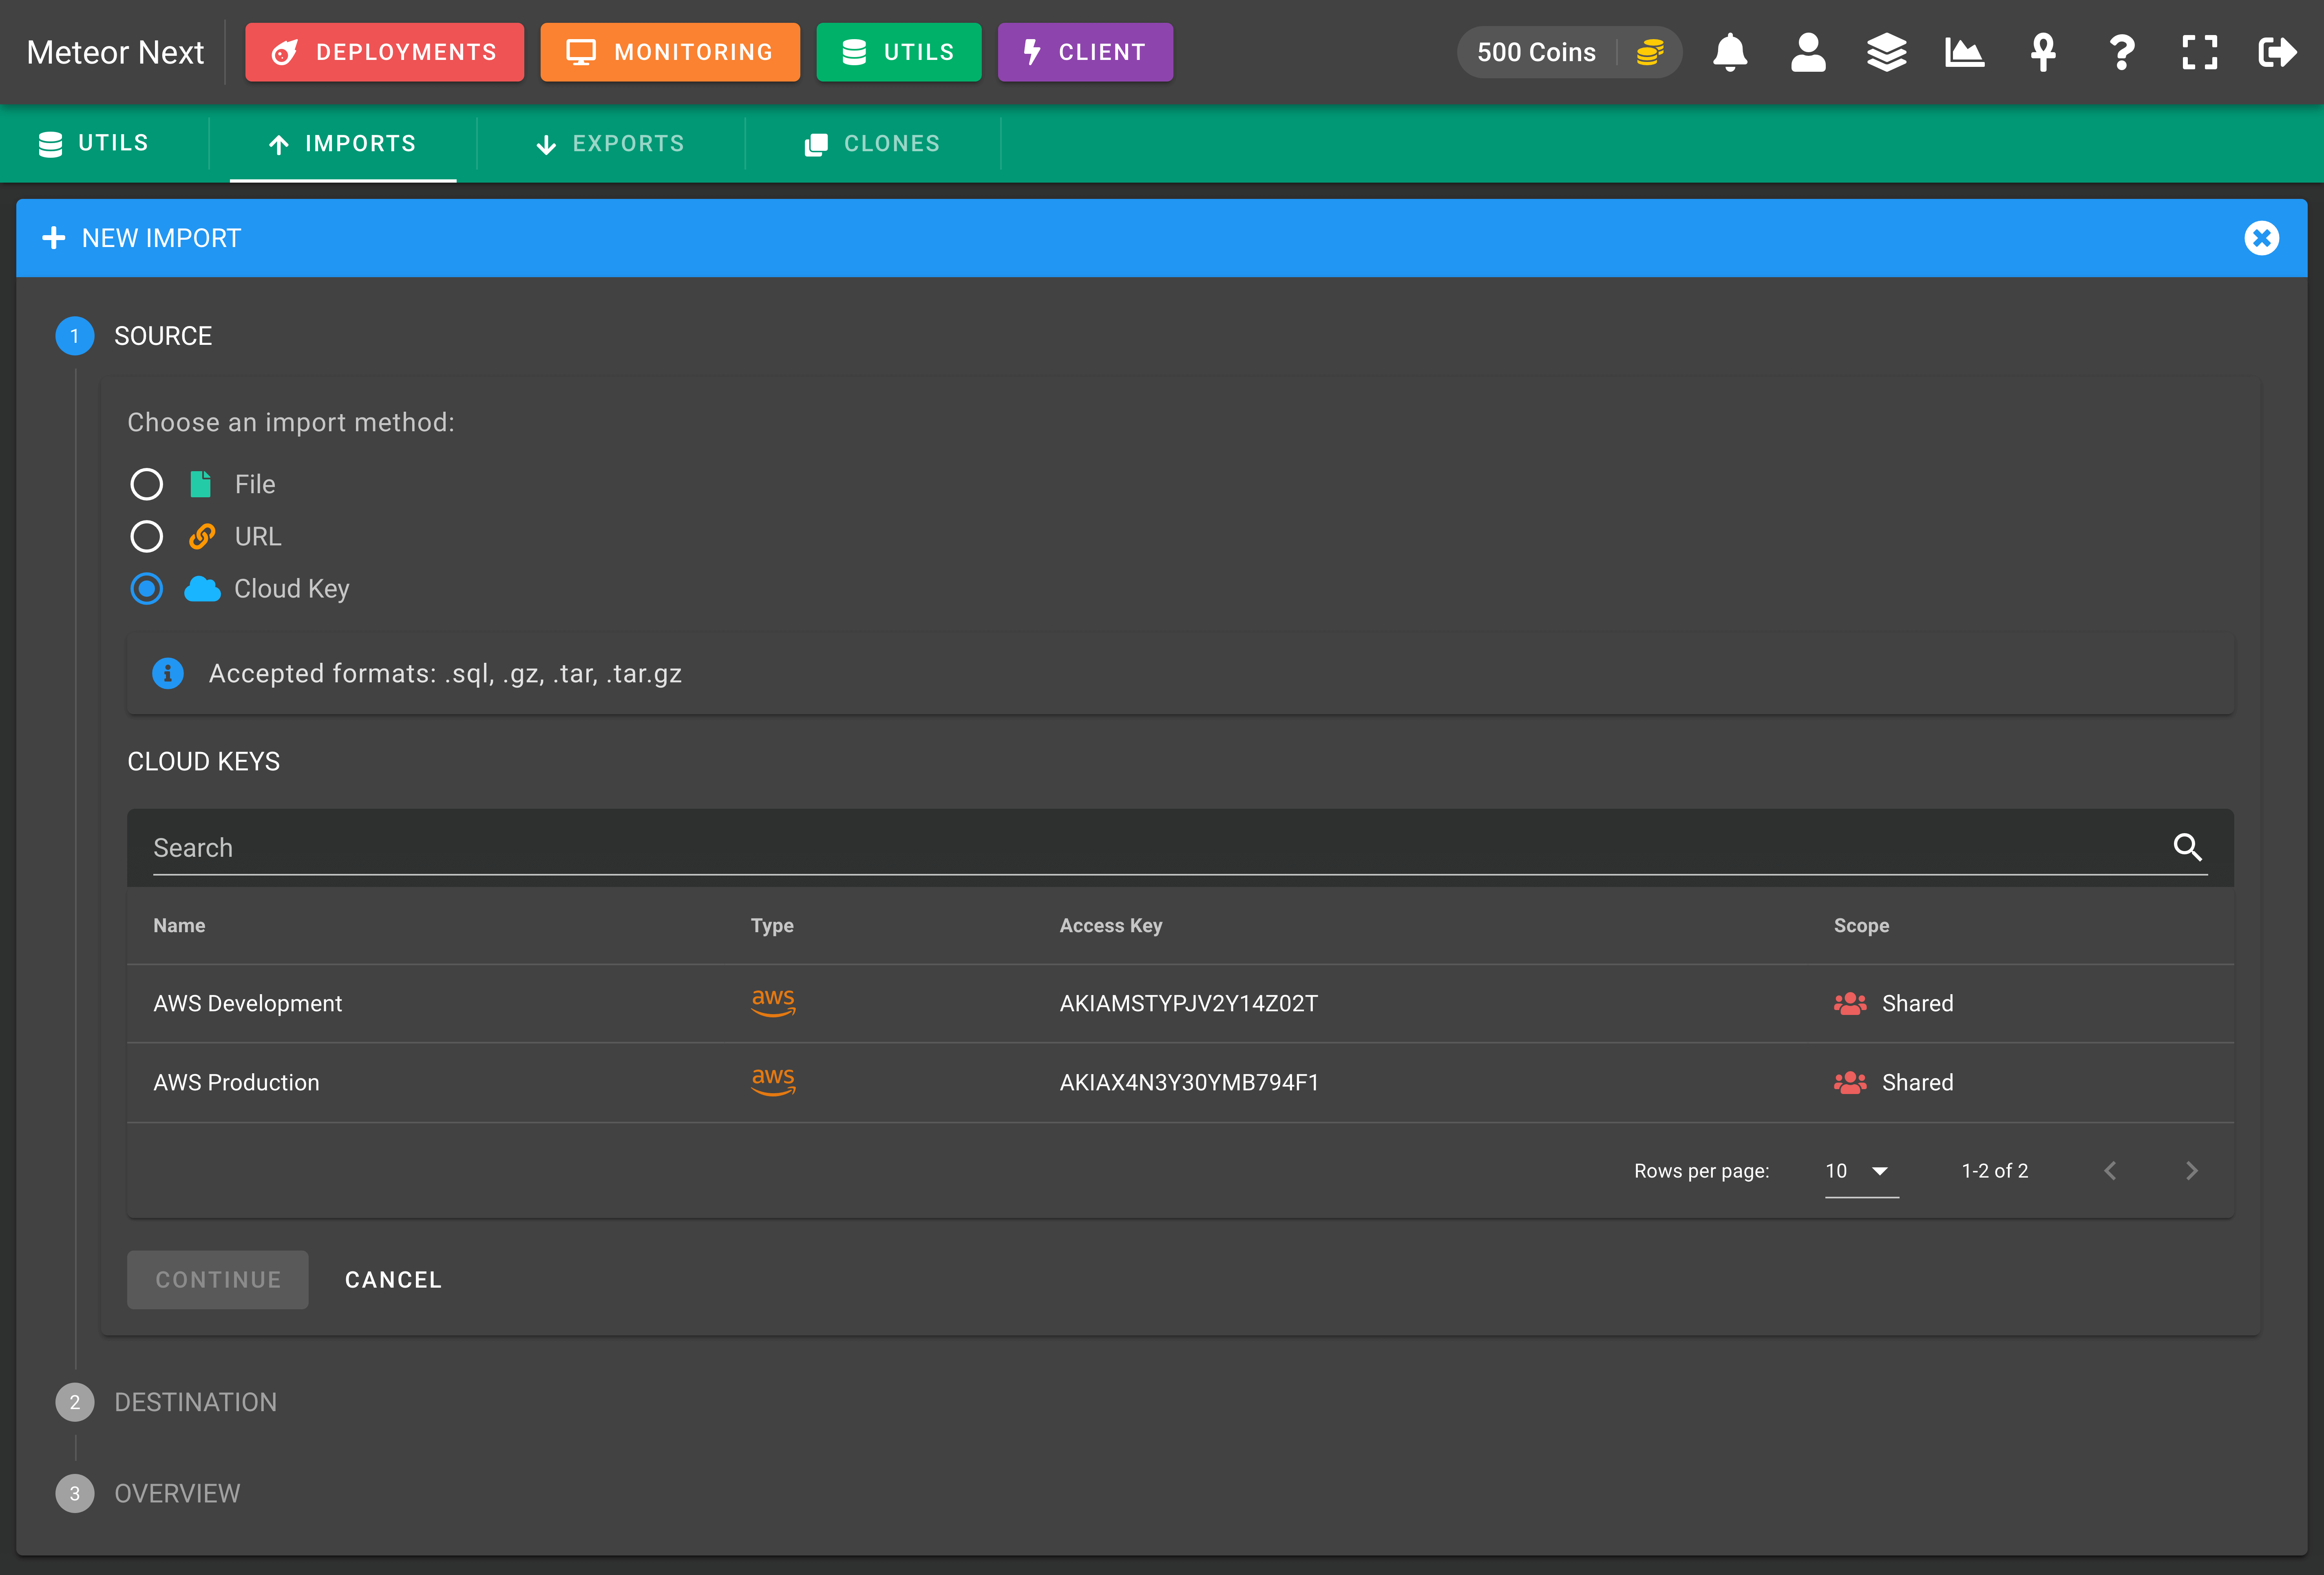 Meteor Next
DEPLOYMENTS
MONITORING
UTILS
CLIENT
500 Coins
UTILS
IMPORTS
EXPORTS
CLONES
NEW IMPORT
1 SOURCE
Choose an import method:
File
URL
Cloud Key
Accepted formats: .sql, .gz, .tar, .tar.gz
CLOUD KEYS
Search
Name Type Access Key Scope
AWS Development aws AKIAMSTYPJV2Y14Z02T Shared
AWS Production aws AKIAX4N3Y30YMB794F1 Shared
Rows per page: 10 1-2 of 2
CONTINUE CANCEL
2 DESTINATION
3 OVERVIEW